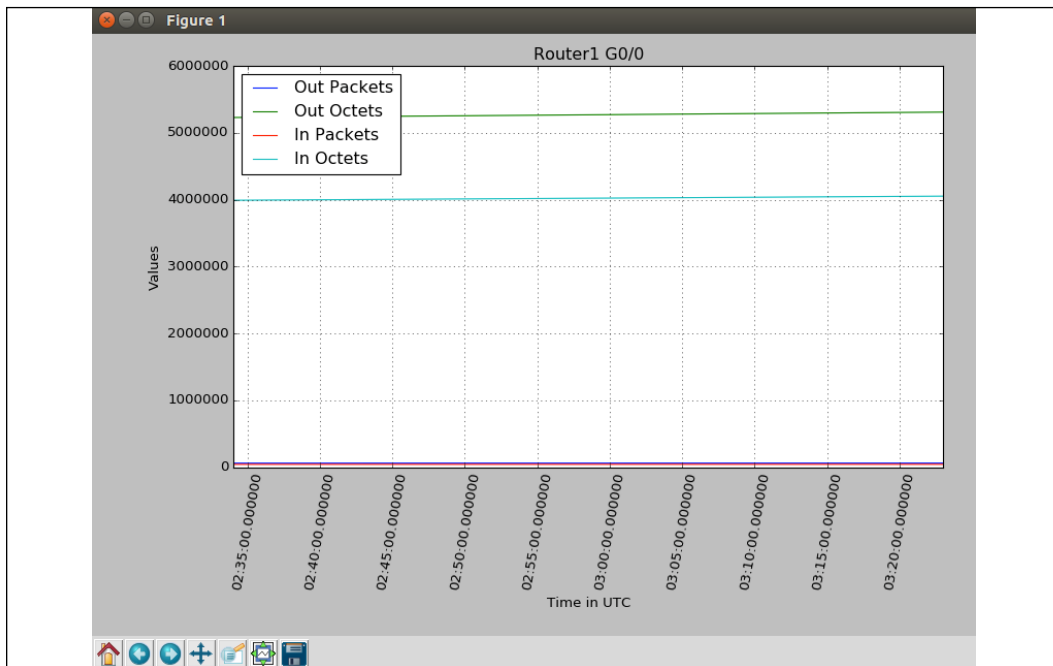 Figure 1
Router1 G0/0
6000000
5000000
4000000
3000000
2000000
1000000
0
Values
Out Packets
Out Octets
In Packets
In Octets
02:35:00.000000
02:40:00.000000
02:45:00.000000
02:50:00.000000
02:55:00.000000
03:00:00.000000
03:05:00.000000
03:10:00.000000
03:15:00.000000
03:20:00.000000
Time in UTC